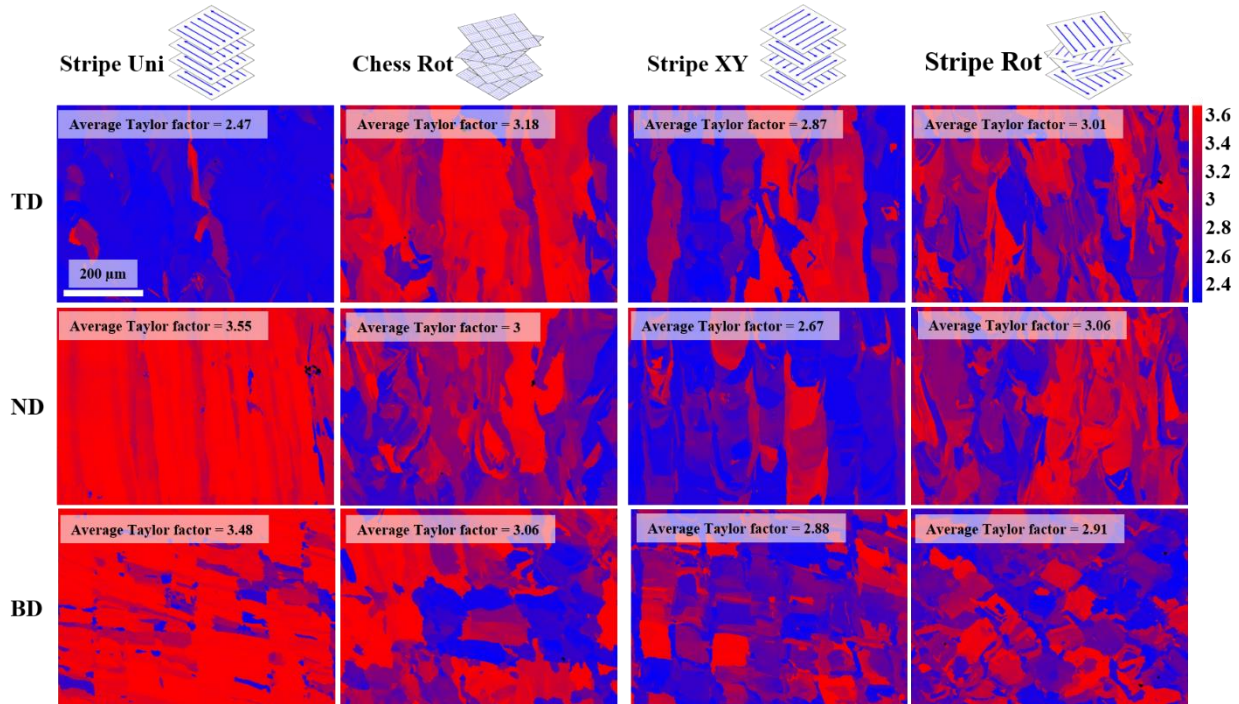 Stripe Uni
Chess Rot
Stripe XY
Stripe Rot
TD
Average Taylor factor = 2.47
Average Taylor factor = 3.18
Average Taylor factor = 2.87
Average Taylor factor = 3.01
200 µm
3.6
3.4
3.2
3
2.8
2.6
2.4
ND
Average Taylor factor = 3.55
Average Taylor factor = 3
Average Taylor factor = 2.67
Average Taylor factor = 3.06
BD
Average Taylor factor = 3.48
Average Taylor factor = 3.06
Average Taylor factor = 2.88
Average Taylor factor = 2.91